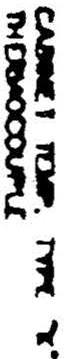 CABINET TEMP. TYPE "K"
THERMOCOUPLE